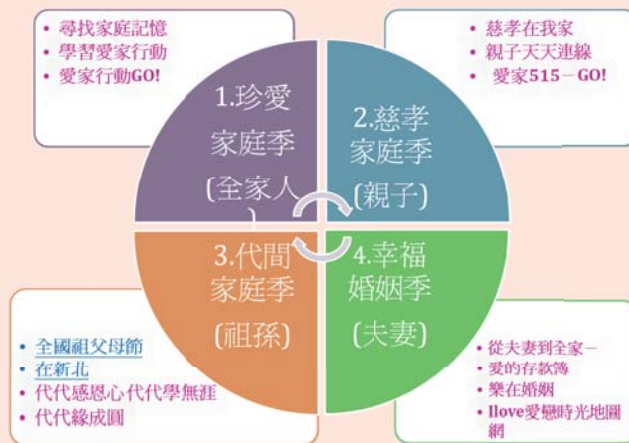 尋找家庭記憶
學習愛家行動
愛家行動GO!
慈孝在我家
親子天天連線
愛家515－GO!
1.珍愛
家庭季
(全家人
)
2.慈孝
家庭季
(親子)
3.代間
家庭季
(祖孫)
4.幸福
婚姻季
(夫妻)
全國祖父母節
在新北
代代感恩心代代學無涯
代代緣成圓
從夫妻到全家－
愛的存款簿
樂在婚姻
Ilove愛戀時光地圖
網